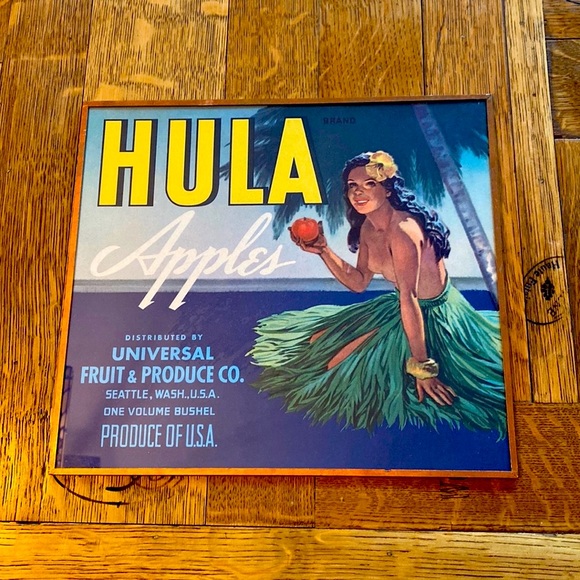 HULA
BRAND
Apples
DISTRIBUTED BY
UNIVERSAL
FRUIT & PRODUCE CO.
SEATTLE, WASH., U.S.A.
ONE VOLUME BUSHEL
PRODUCE OF U.S.A.